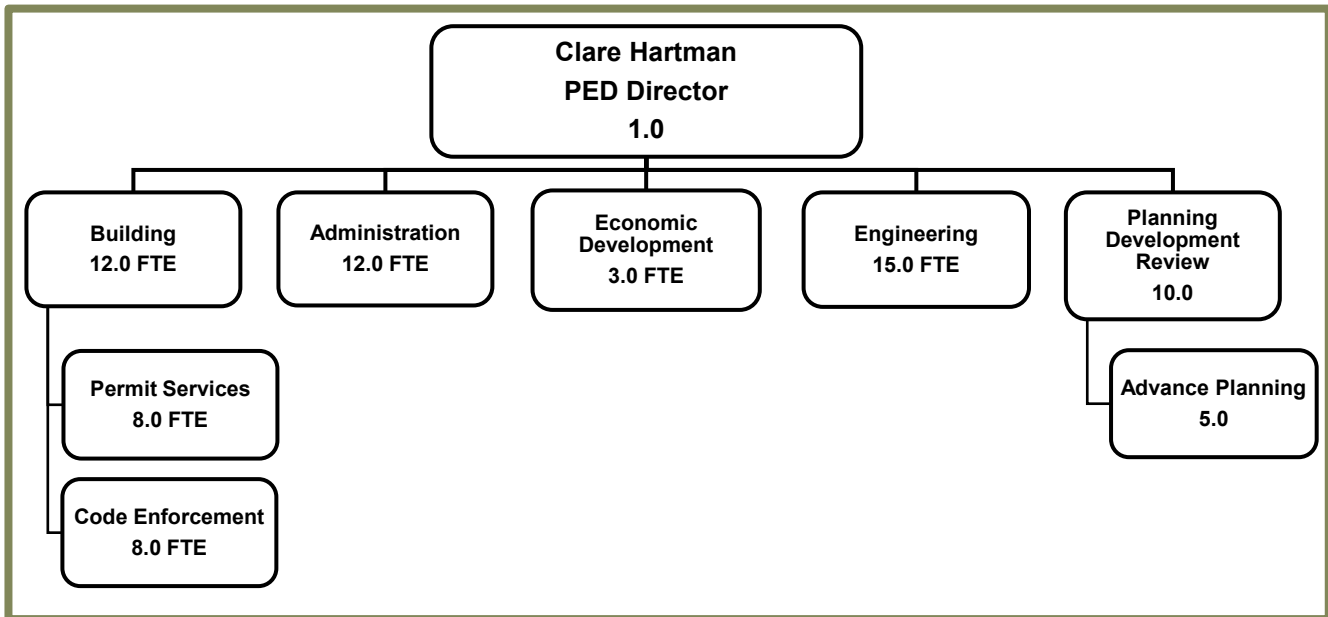 Clare Hartman
PED Director
1.0
Building
12.0 FTE
Administration
12.0 FTE
Economic
Development
3.0 FTE
Engineering
15.0 FTE
Planning
Development
Review
10.0
Permit Services
8.0 FTE
Advance Planning
5.0
Code Enforcement
8.0 FTE